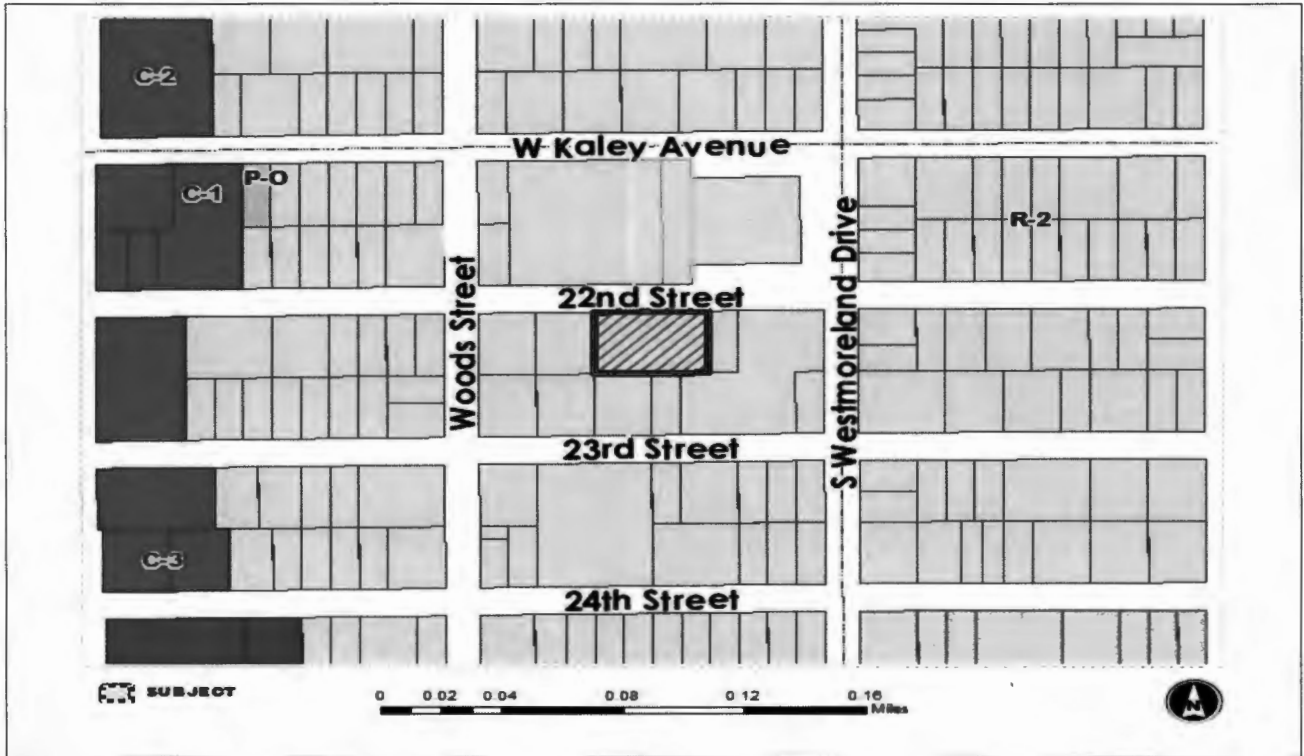 C-2
W Kaley Avenue
C-1
P-O
R-2
Woods Street
S Westmoreland Drive
22nd Street
23rd Street
C-3
24th Street
SUBJECT
0 0.02 0.04 0.08 0.12 0.16
Miles
N